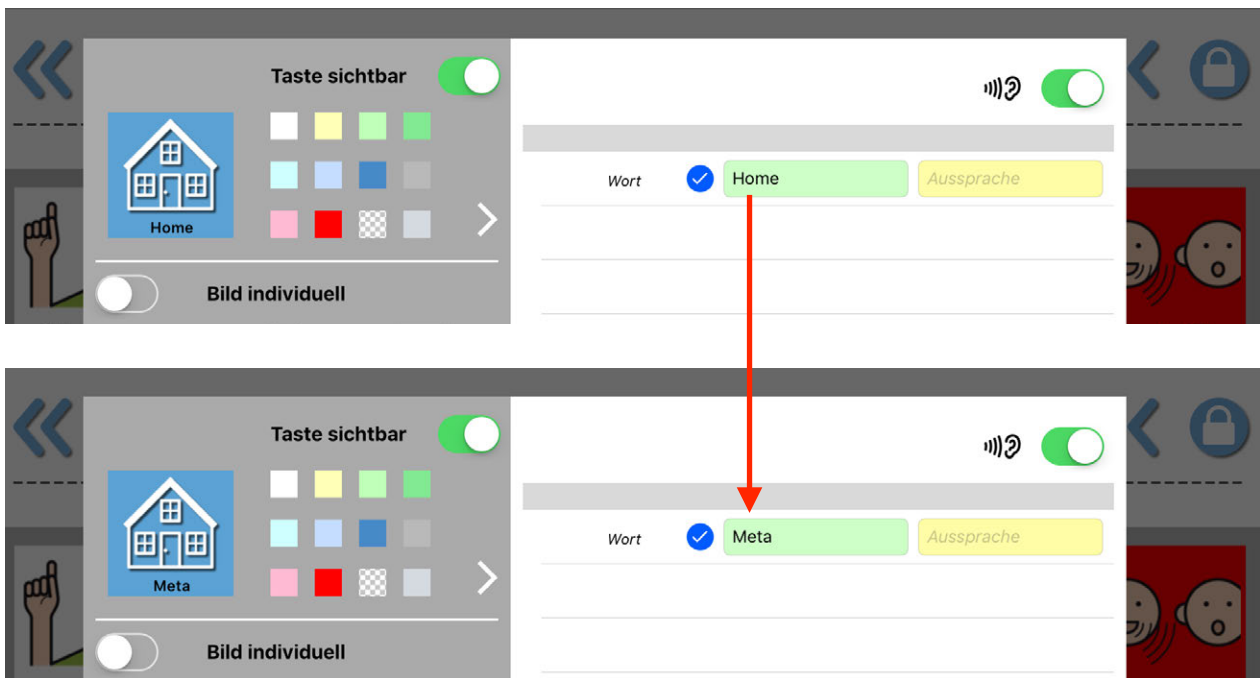 Taste sichtbar
Home
Bild individuell
Wort Home Aussprache
Taste sichtbar
Meta
Bild individuell
Wort Meta Aussprache